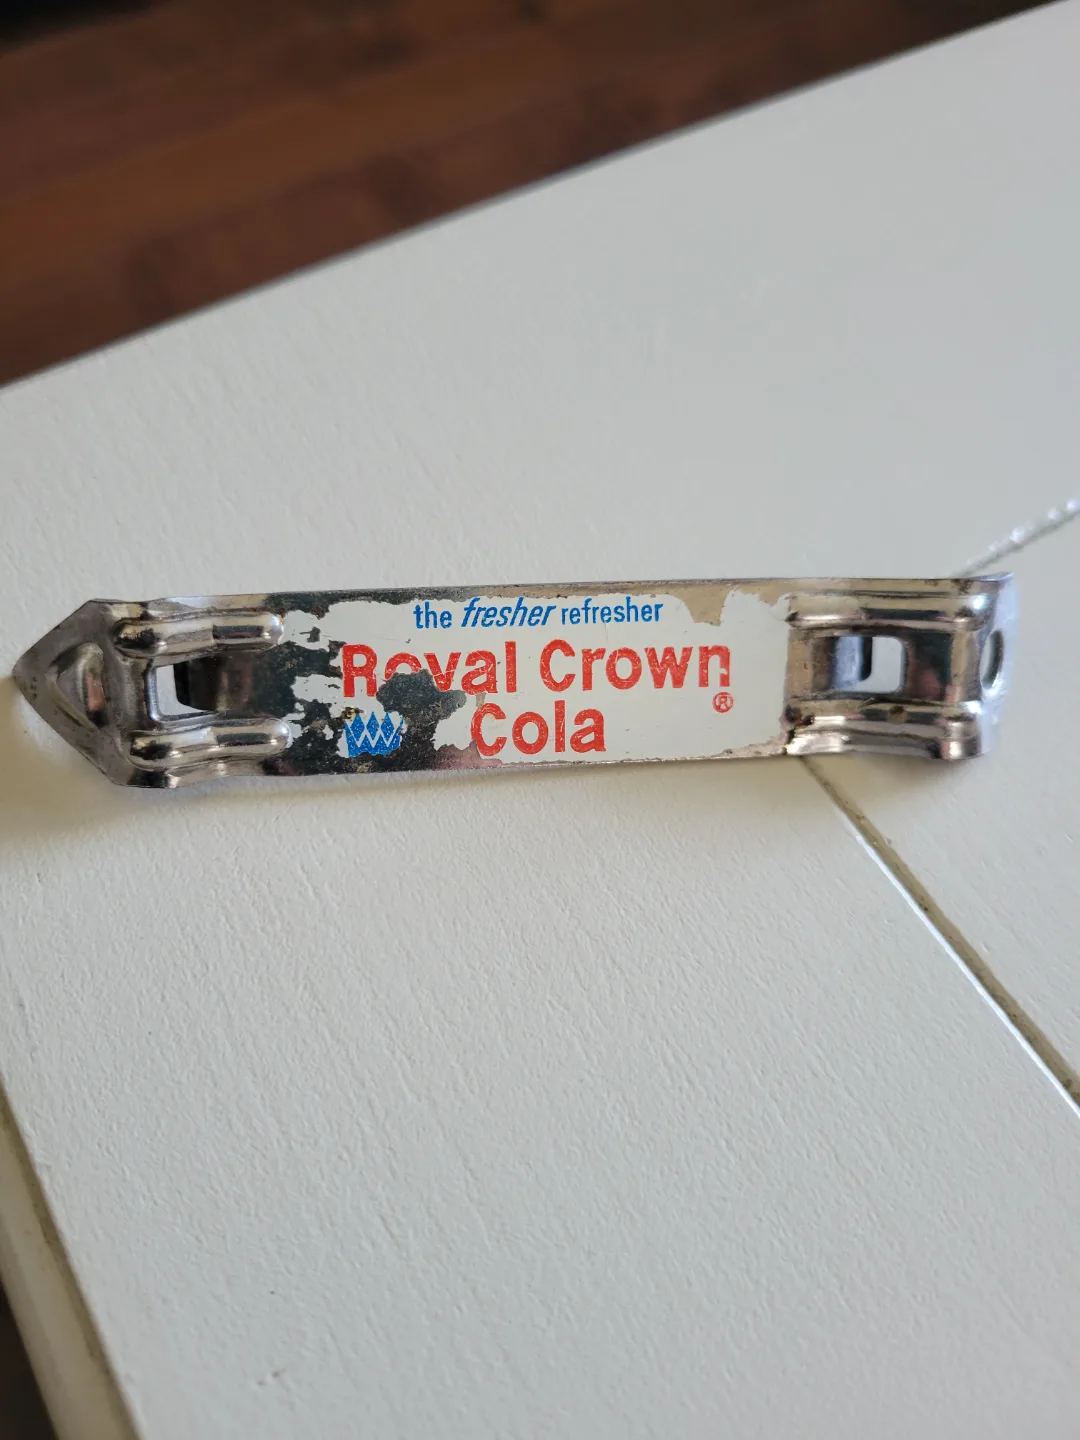 the fresher refresher
Royal Crown
Cola ®